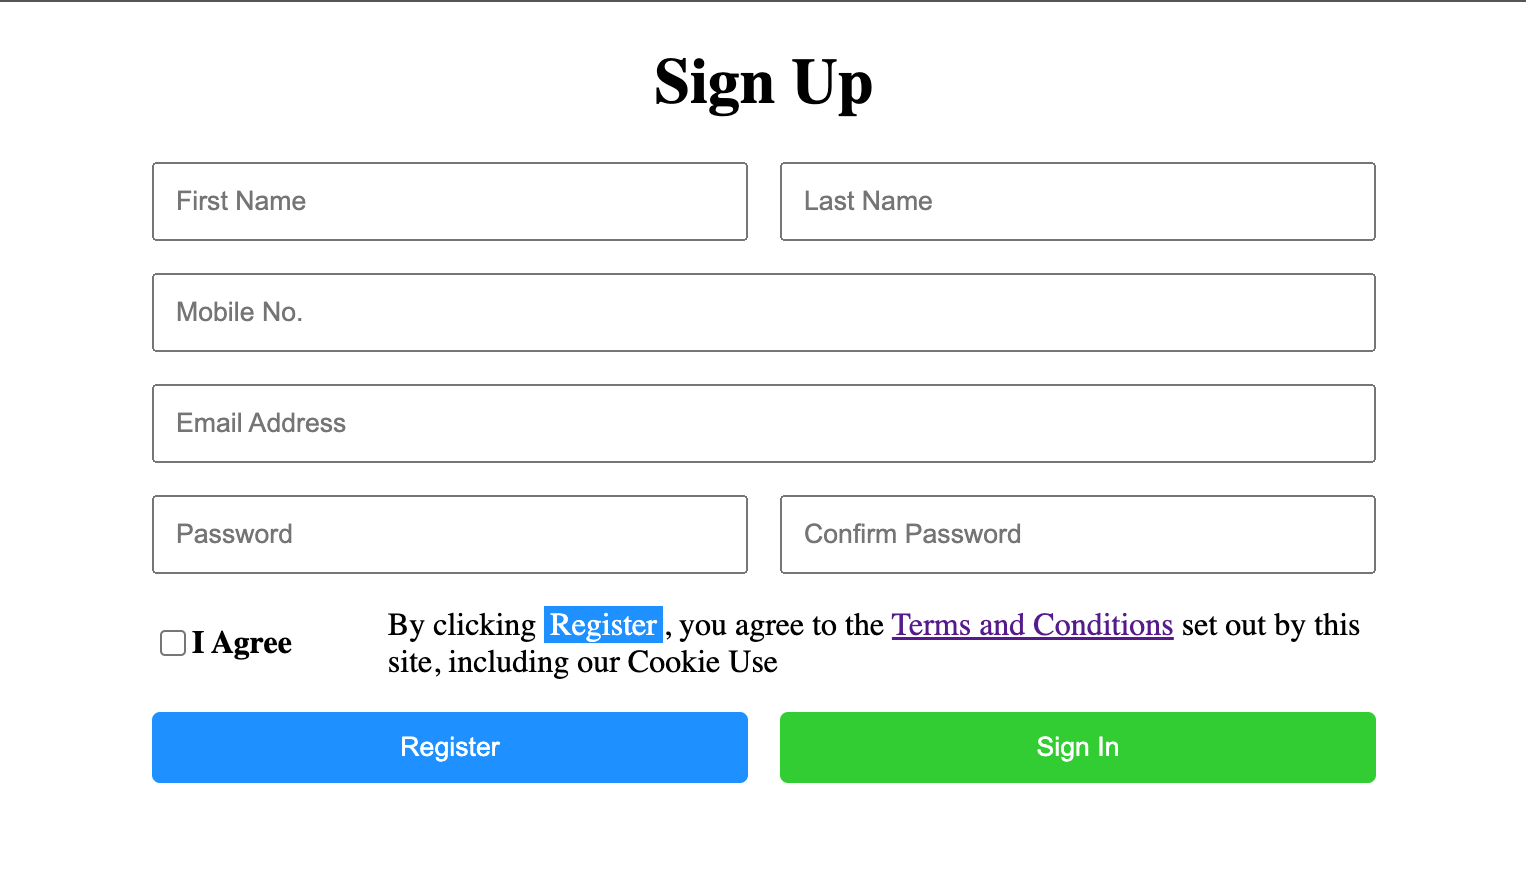 Sign Up
First Name
Last Name
Mobile No.
Email Address
Password
Confirm Password
I Agree
By clicking Register, you agree to the Terms and Conditions set out by this
site, including our Cookie Use
Register
Sign In